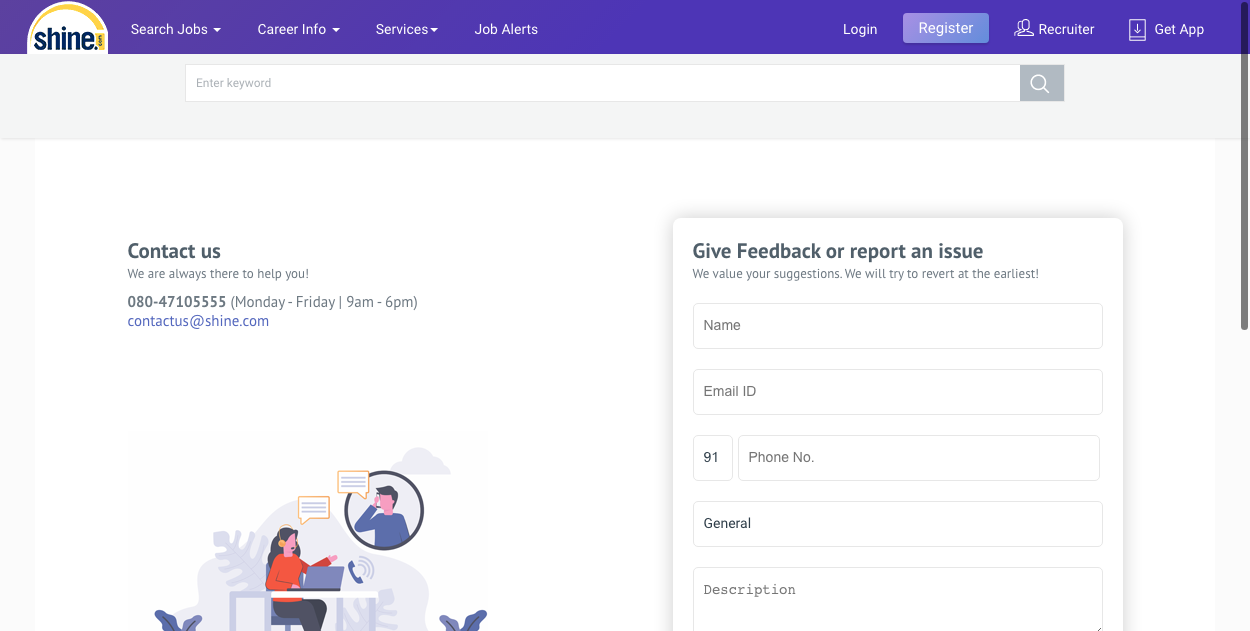 shine.com
Search Jobs
Career Info
Services
Job Alerts
Login
Register
Recruiter
Get App
Enter keyword
Contact us
We are always there to help you!
080-47105555 (Monday - Friday | 9am - 6pm)
contactus@shine.com
Give Feedback or report an issue
We value your suggestions. We will try to revert at the earliest!
Name
Email ID
91 Phone No.
General
Description